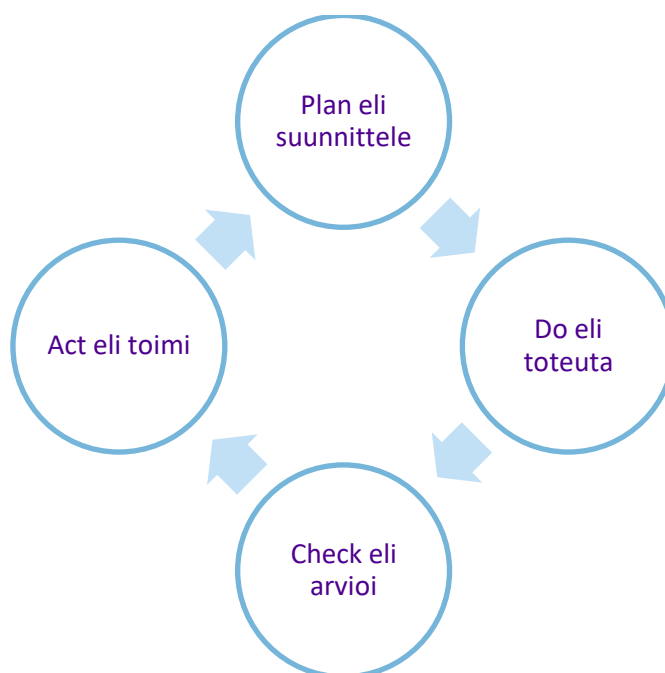 Plan eli
suunnittele
Do eli
toteuta
Check eli
arvioi
Act eli toimi